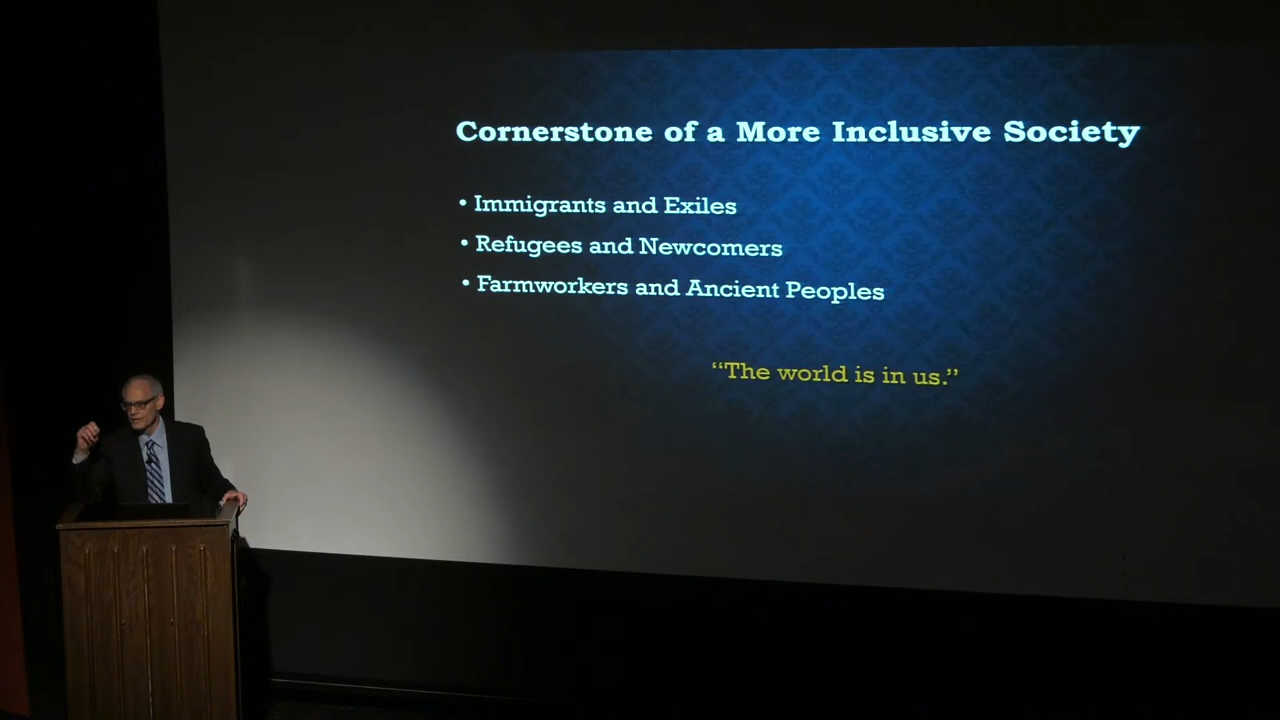 Cornerstone of a More Inclusive Society
• Immigrants and Exiles
• Refugees and Newcomers
• Farmworkers and Ancient Peoples
“The world is in us.”